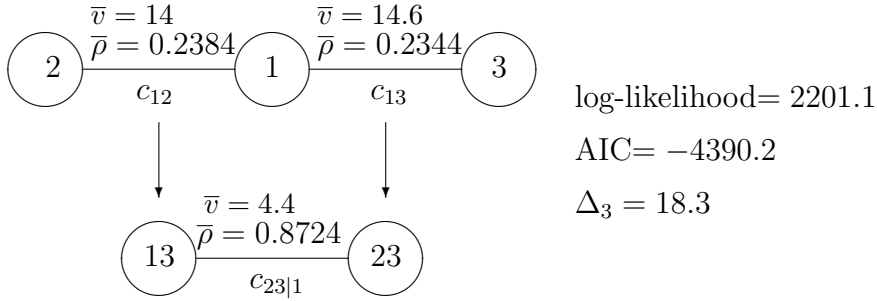 v̅ = 14
ρ̅ = 0.2384
v̅ = 14.6
ρ̅ = 0.2344
2
1
3
c₁₂
c₁₃
log-likelihood= 2201.1
AIC= −4390.2
Δ₃ = 18.3
v̅ = 4.4
ρ̅ = 0.8724
13
23
c₂₃|₁